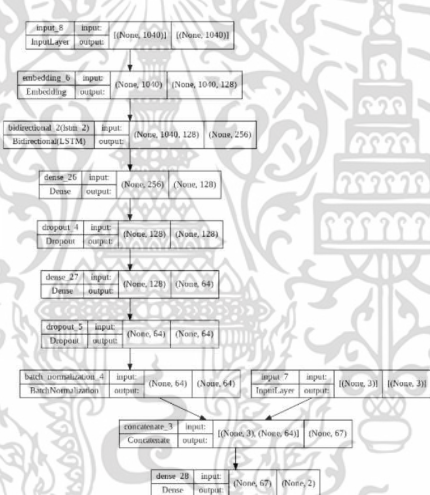 input_8 input: [(None, 1040)] [(None, 1040)]
InputLayer output:
embedding_6 input: (None, 1040) (None, 1040, 128)
Embedding output:
bidirectional_2(lstm_2) input: (None, 1040, 128) (None, 256)
Bidirectional(LSTM) output:
dense_26 input: (None, 256) (None, 128)
Dense output:
dropout_4 input: (None, 128) (None, 128)
Dropout output:
dense_27 input: (None, 128) (None, 64)
Dense output:
dropout_5 input: (None, 64) (None, 64)
Dropout output:
batch_normalization_4 input: (None, 64) (None, 64) input_7 input: [(None, 3)] [(None, 3)]
BatchNormalization output: InputLayer output:
concatenate_3 input: [(None, 3), (None, 64)] (None, 67)
Concatenate output:
dense_28 input: (None, 67) (None, 2)
Dense output: